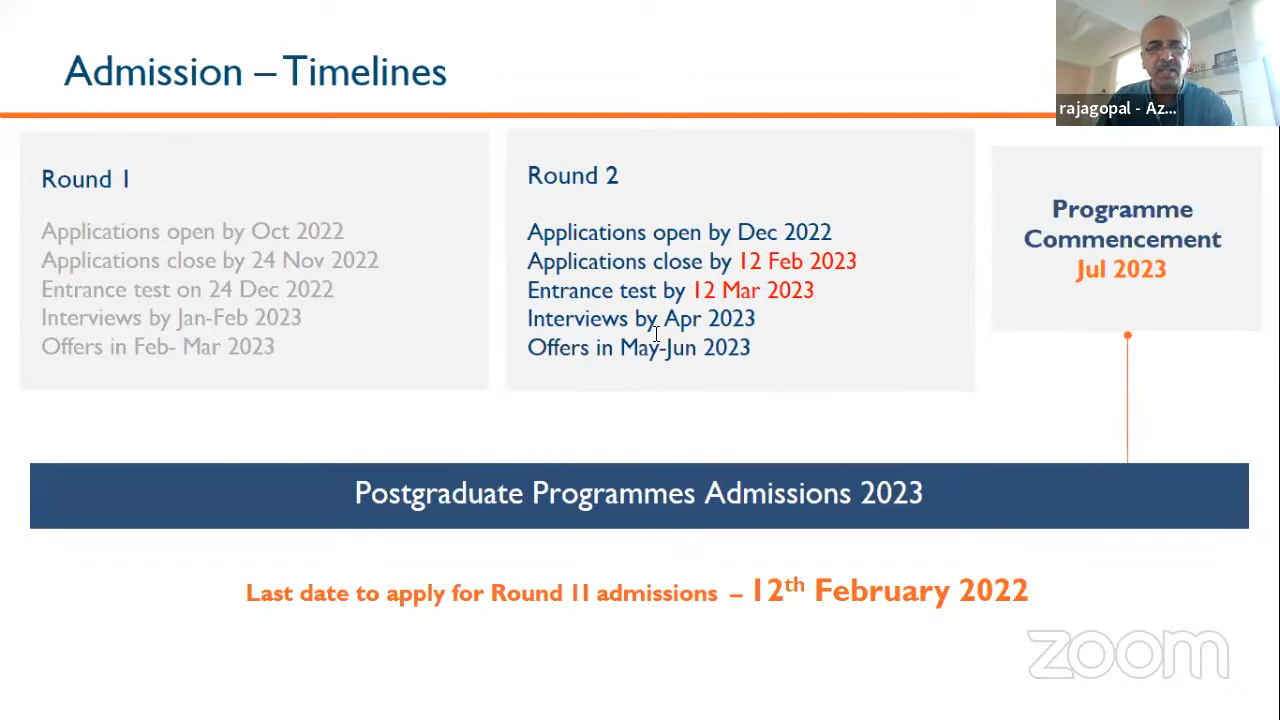 Admission – Timelines
rajagopal - Az...
Round 1
Applications open by Oct 2022
Applications close by 24 Nov 2022
Entrance test on 24 Dec 2022
Interviews by Jan-Feb 2023
Offers in Feb- Mar 2023
Round 2
Applications open by Dec 2022
Applications close by 12 Feb 2023
Entrance test by 12 Mar 2023
Interviews by Apr 2023
Offers in May-Jun 2023
Programme
Commencement
Jul 2023
Postgraduate Programmes Admissions 2023
Last date to apply for Round 1I admissions – 12th February 2022
zoom